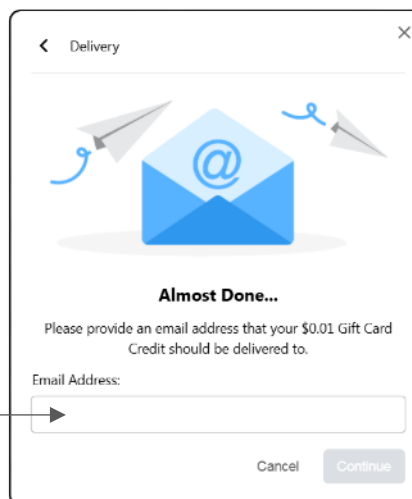 Delivery
@
Almost Done...
Please provide an email address that your $0.01 Gift Card
Credit should be delivered to.
Email Address:
Cancel Continue